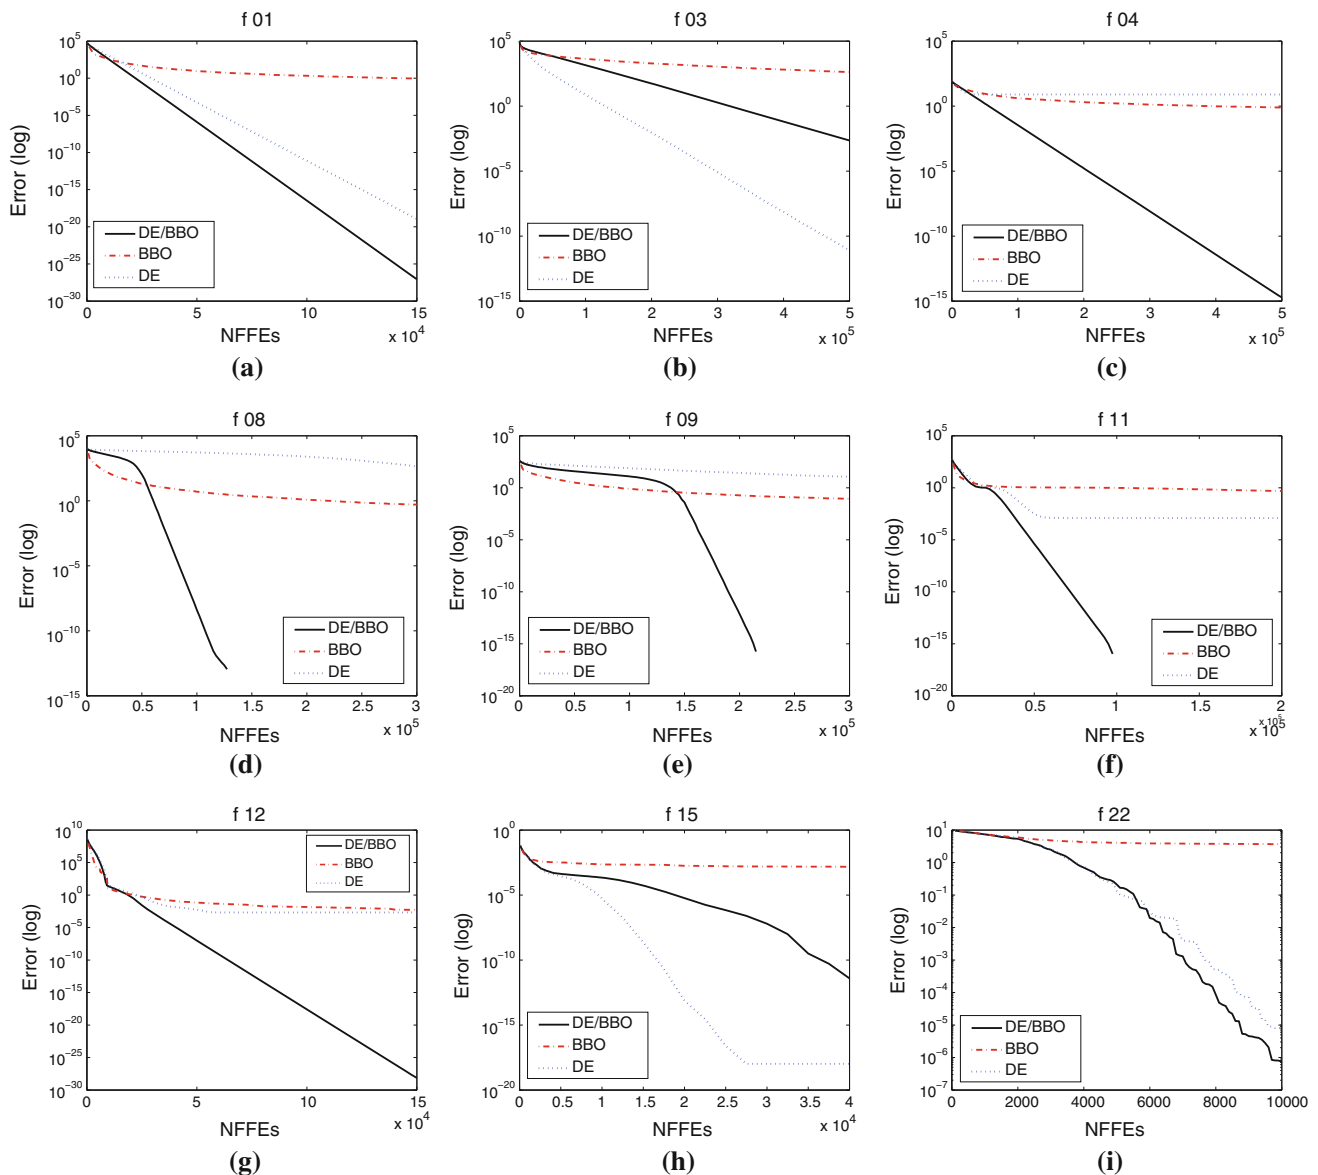 f 01
10^5
10^0
10^-5
10^-10
10^-15
10^-20
10^-25
10^-30
Error (log)
DE/BBO
BBO
DE
0 5 10 15
x 10^4
NFFEs
(a)
f 03
10^5
10^0
10^-5
10^-10
10^-15
Error (log)
DE/BBO
BBO
DE
0 1 2 3 4 5
x 10^5
NFFEs
(b)
f 04
10^5
10^0
10^-5
10^-10
10^-15
Error (log)
DE/BBO
BBO
DE
0 1 2 3 4 5
x 10^5
NFFEs
(c)
f 08
10^5
10^0
10^-5
10^-10
10^-15
Error (log)
DE/BBO
BBO
DE
0 0.5 1 1.5 2 2.5 3
x 10^5
NFFEs
(d)
f 09
10^5
10^0
10^-5
10^-10
10^-15
10^-20
Error (log)
DE/BBO
BBO
DE
0 0.5 1 1.5 2 2.5 3
x 10^5
NFFEs
(e)
f 11
10^5
10^0
10^-5
10^-10
10^-15
10^-20
Error (log)
DE/BBO
BBO
DE
0 0.5 1 1.5 2
x 10^5
NFFEs
(f)
f 12
10^10
10^5
10^0
10^-5
10^-10
10^-15
10^-20
10^-25
10^-30
Error (log)
DE/BBO
BBO
DE
0 5 10 15
x 10^4
NFFEs
(g)
f 15
10^0
10^-5
10^-10
10^-15
10^-20
Error (log)
DE/BBO
BBO
DE
0 0.5 1 1.5 2 2.5 3 3.5 4
x 10^4
NFFEs
(h)
f 22
10^1
10^0
10^-1
10^-2
10^-3
10^-4
10^-5
10^-6
10^-7
Error (log)
DE/BBO
BBO
DE
0 2000 4000 6000 8000 10000
NFFEs
(i)